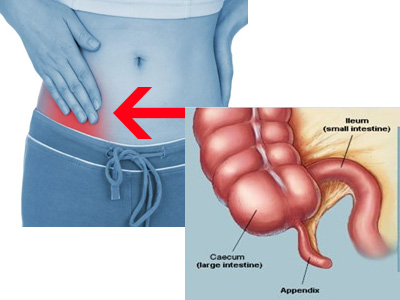 Ileum
(small intestine)
Caecum
(large intestine)
Appendix